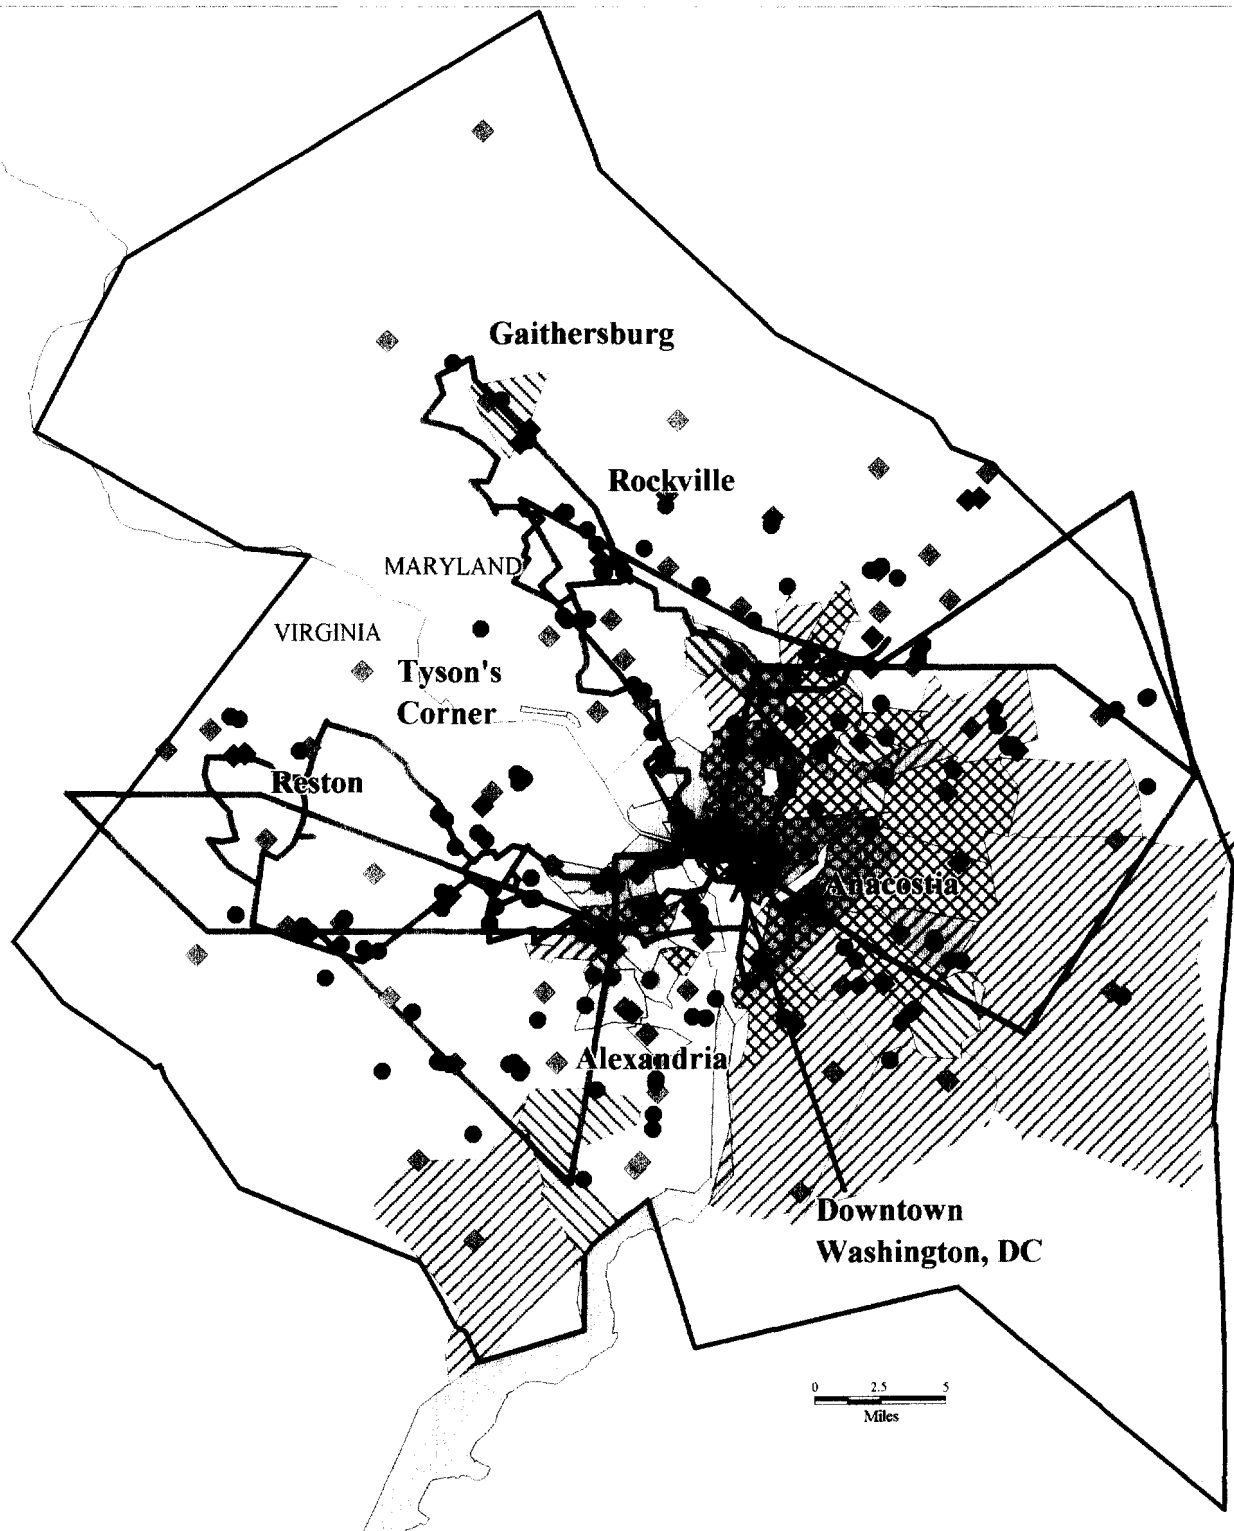 Gaithersburg
Rockville
MARYLAND
VIRGINIA
Tyson's
Corner
Reston
Anacostia
Alexandria
Downtown
Washington, DC
0 2.5 5
Miles